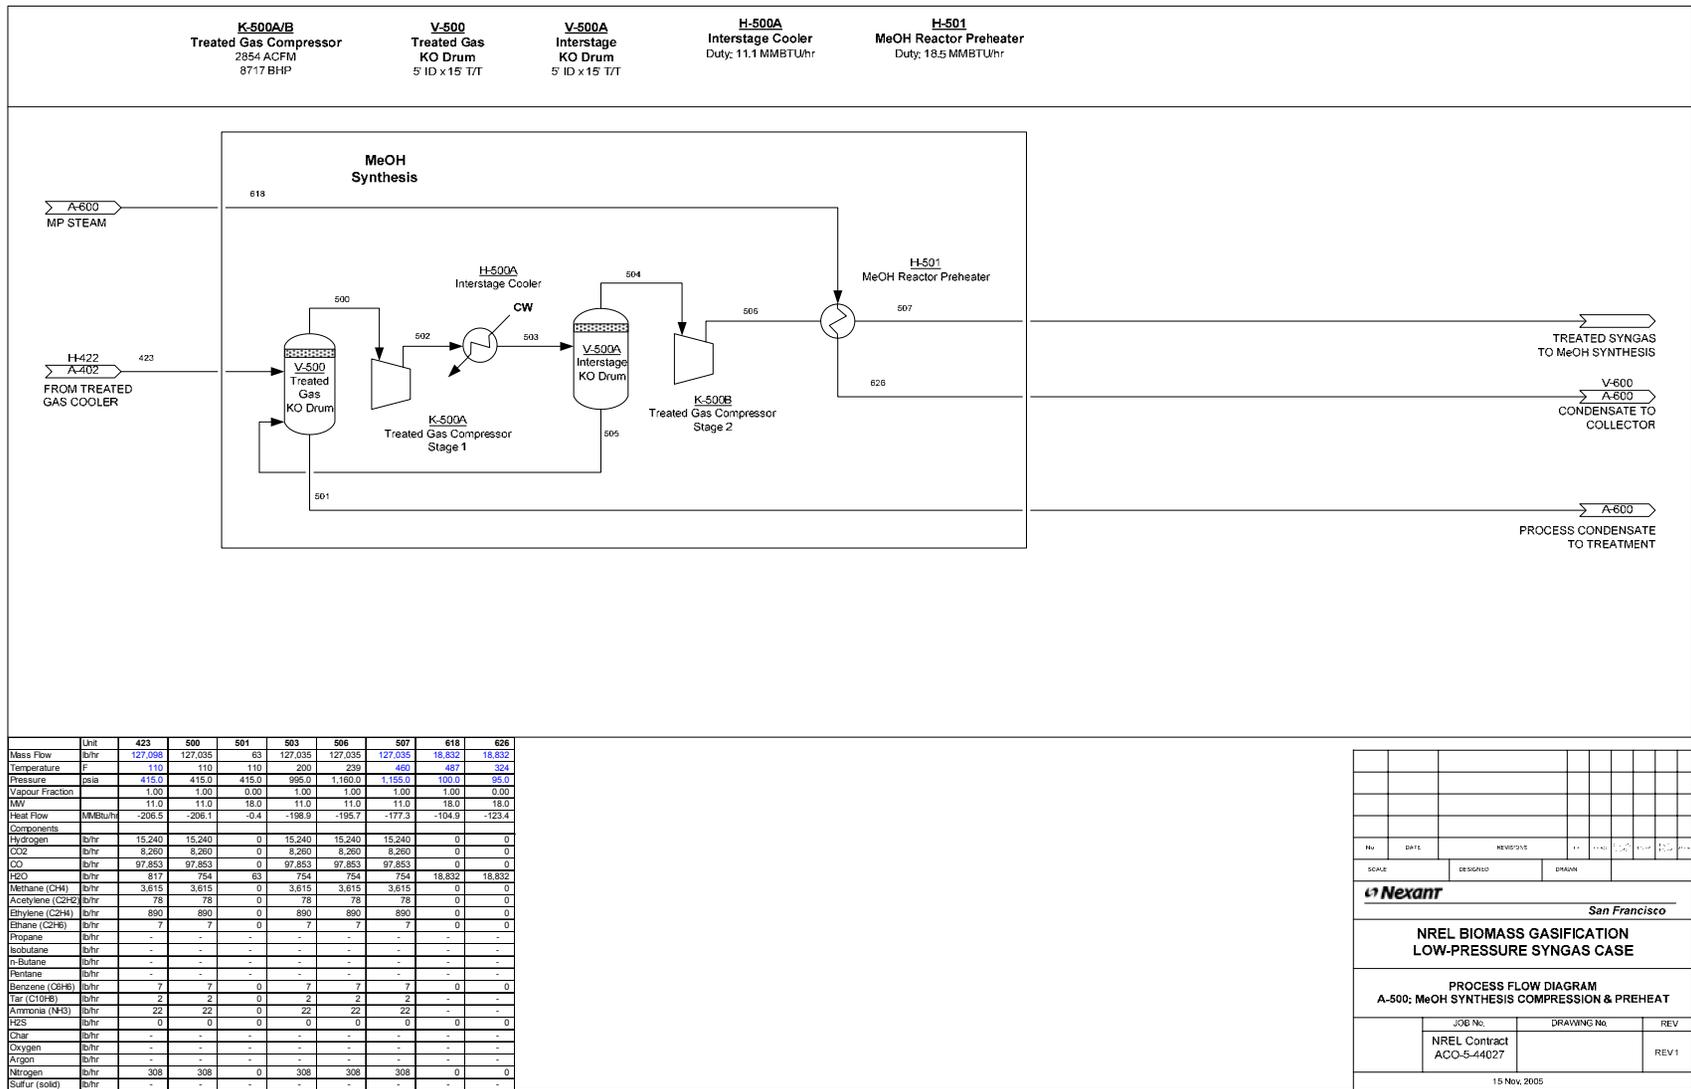 K-500A/B
Treated Gas Compressor
2854 ACFM
8717 BHP
V-500
Treated Gas
KO Drum
5' ID x 15' T/T
V-500A
Interstage
KO Drum
5' ID x 15' T/T
H-500A
Interstage Cooler
Duty: 11.1 MMBTU/hr
H-501
MeOH Reactor Preheater
Duty: 18.5 MMBTU/hr
MeOH
Synthesis
618
A-600
MP STEAM
H-500A
Interstage Cooler
CW
504
H-501
MeOH Reactor Preheater
500
502
503
506
507
TREATED SYNGAS
TO MeOH SYNTHESIS
H-422
A-402
423
FROM TREATED
GAS COOLER
V-500
Treated
Gas
KO Drum
V-500A
Interstage
KO Drum
K-500A
Treated Gas Compressor
Stage 1
K-500B
Treated Gas Compressor
Stage 2
505
626
V-600
A-600
CONDENSATE TO
COLLECTOR
501
A-600
PROCESS CONDENSATE
TO TREATMENT
Unit 423 500 501 503 506 507 618 626
Mass Flow lb/hr 127,098 127,035 63 127,035 127,035 127,035 18,832 18,832
Temperature F 110 110 110 200 239 460 487 324
Pressure psia 415.0 415.0 415.0 995.0 1,160.0 1,155.0 100.0 95.0
Vapour Fraction 1.00 1.00 0.00 1.00 1.00 1.00 1.00 0.00
MW 11.0 11.0 18.0 11.0 11.0 11.0 18.0 18.0
Heat Flow MMBtu/hr -206.5 -206.1 -0.4 -198.9 -195.7 -177.3 -104.9 -123.4
Components
Hydrogen lb/hr 15,240 15,240 0 15,240 15,240 15,240 0 0
CO2 lb/hr 8,260 8,260 0 8,260 8,260 8,260 0 0
CO lb/hr 97,853 97,853 0 97,853 97,853 97,853 0 0
H2O lb/hr 817 754 63 754 754 754 18,832 18,832
Methane (CH4) lb/hr 3,615 3,615 0 3,615 3,615 3,615 0 0
Acetylene (C2H2) lb/hr 78 78 0 78 78 78 0 0
Ethylene (C2H4) lb/hr 890 890 0 890 890 890 0 0
Ethane (C2H6) lb/hr 7 7 0 7 7 7 0 0
Propane lb/hr - - - - - - - -
Isobutane lb/hr - - - - - - - -
n-Butane lb/hr - - - - - - - -
Pentane lb/hr - - - - - - - -
Benzene (C6H6) lb/hr 7 7 0 7 7 7 0 0
Tar (C10H8) lb/hr 2 2 0 2 2 2 - -
Ammonia (NH3) lb/hr 22 22 0 22 22 22 - -
H2S lb/hr 0 0 0 0 0 0 0 0
Char lb/hr - - - - - - - -
Oxygen lb/hr - - - - - - - -
Argon lb/hr - - - - - - - -
Nitrogen lb/hr 308 308 0 308 308 308 0 0
Sulfur (solid) lb/hr - - - - - - - -
No DATE REVISIONS
SCALE DESIGNED DRAWN
Nexant
San Francisco
NREL BIOMASS GASIFICATION
LOW-PRESSURE SYNGAS CASE
PROCESS FLOW DIAGRAM
A-500: MeOH SYNTHESIS COMPRESSION & PREHEAT
JOB No. DRAWING No. REV
NREL Contract
ACO-5-44027
REV1
15 Nov. 2005